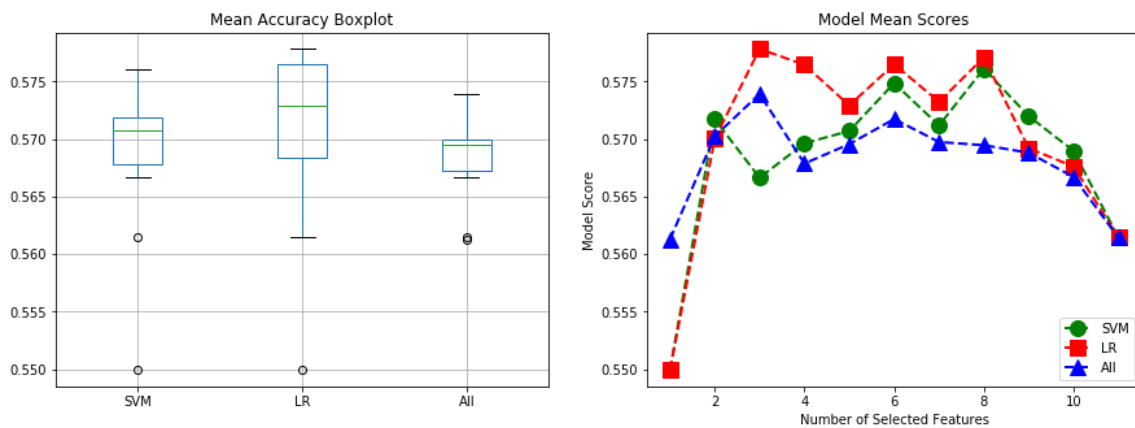 Mean Accuracy Boxplot
0.575
0.570
0.565
0.560
0.555
0.550
SVM
LR
All
Model Mean Scores
Model Score
0.575
0.570
0.565
0.560
0.555
0.550
SVM
LR
All
2
4
6
8
10
Number of Selected Features